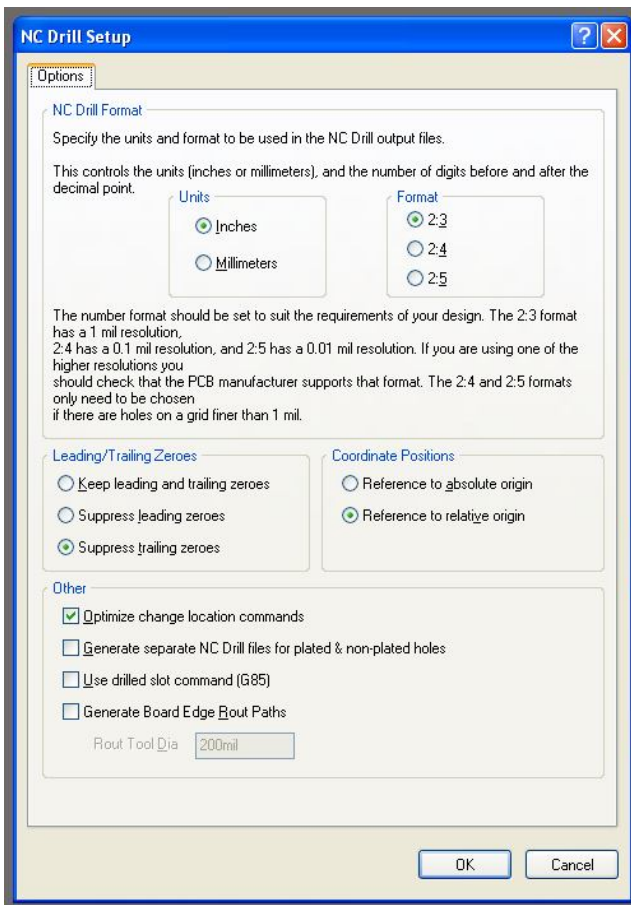 NC Drill Setup
Options
NC Drill Format
Specify the units and format to be used in the NC Drill output files.
This controls the units (inches or millimeters), and the number of digits before and after the
decimal point.
Units
Inches
Millimeters
Format
2:3
2:4
2:5
The number format should be set to suit the requirements of your design. The 2:3 format
has a 1 mil resolution,
2:4 has a 0.1 mil resolution, and 2:5 has a 0.01 mil resolution. If you are using one of the
higher resolutions you
should check that the PCB manufacturer supports that format. The 2:4 and 2:5 formats
only need to be chosen
if there are holes on a grid finer than 1 mil.
Leading/Trailing Zeroes
Keep leading and trailing zeroes
Suppress leading zeroes
Suppress trailing zeroes
Coordinate Positions
Reference to absolute origin
Reference to relative origin
Other
Optimize change location commands
Generate separate NC Drill files for plated & non-plated holes
Use drilled slot command (G85)
Generate Board Edge Rout Paths
Rout Tool Dia 200mil
OK Cancel